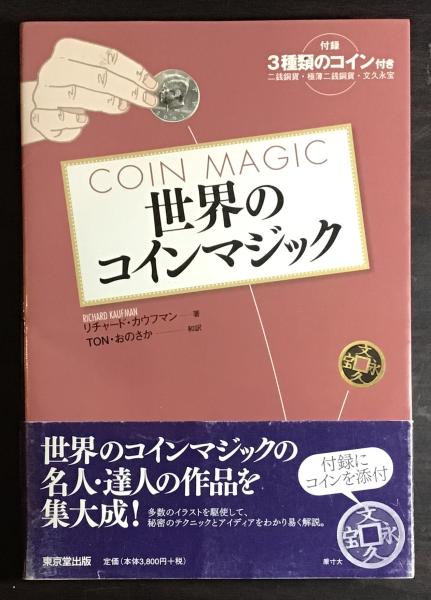 付録
3種類のコイン付き
二銭銅貨・極薄二銭銅貨・文久永宝
COIN MAGIC
世界の
コインマジック
RICHARD KAUFMAN
リチャード・カウフマン──著
TON・おのさか──和訳
文久永宝
世界のコインマジックの
名人・達人の作品を
集大成!
多数のイラストを駆使して、
秘密のテクニックとアイディアをわかり易く解説。
付録に
コインを添付
文久永宝
東京堂出版
定価(本体3,800円+税)
原寸大